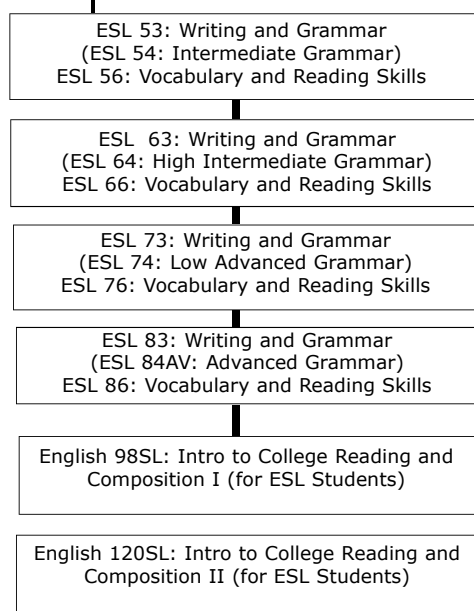 ESL 53: Writing and Grammar
(ESL 54: Intermediate Grammar)
ESL 56: Vocabulary and Reading Skills
ESL 63: Writing and Grammar
(ESL 64: High Intermediate Grammar)
ESL 66: Vocabulary and Reading Skills
ESL 73: Writing and Grammar
(ESL 74: Low Advanced Grammar)
ESL 76: Vocabulary and Reading Skills
ESL 83: Writing and Grammar
(ESL 84AV: Advanced Grammar)
ESL 86: Vocabulary and Reading Skills
English 98SL: Intro to College Reading and
Composition I (for ESL Students)
English 120SL: Intro to College Reading and
Composition II (for ESL Students)